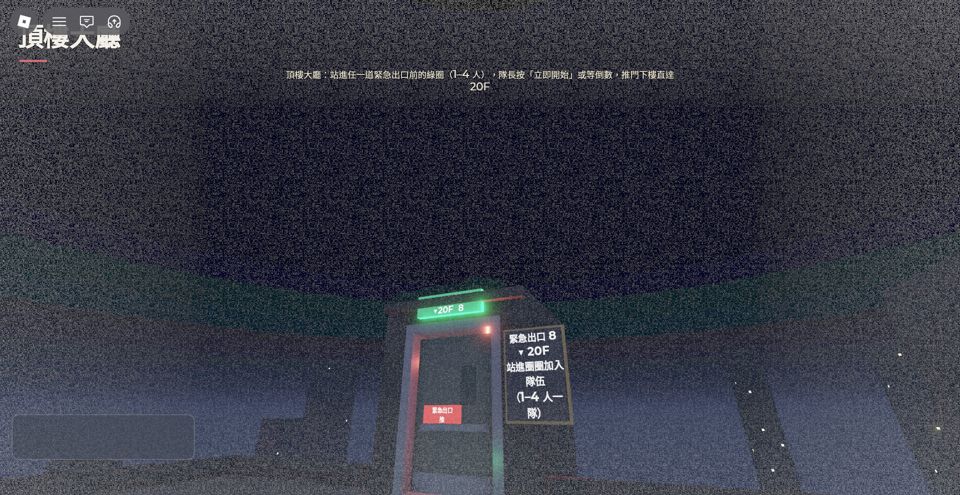 頂樓大廳
頂樓大廳：站進任一道緊急出口前的綠圈（1–4 人），隊長按「立即開始」或等倒數，推門下樓直達
20F
▼20F 8
緊急出口 8
▼ 20F
站進圈圈加入
隊伍
（1–4 人一
隊）
緊急出口
推